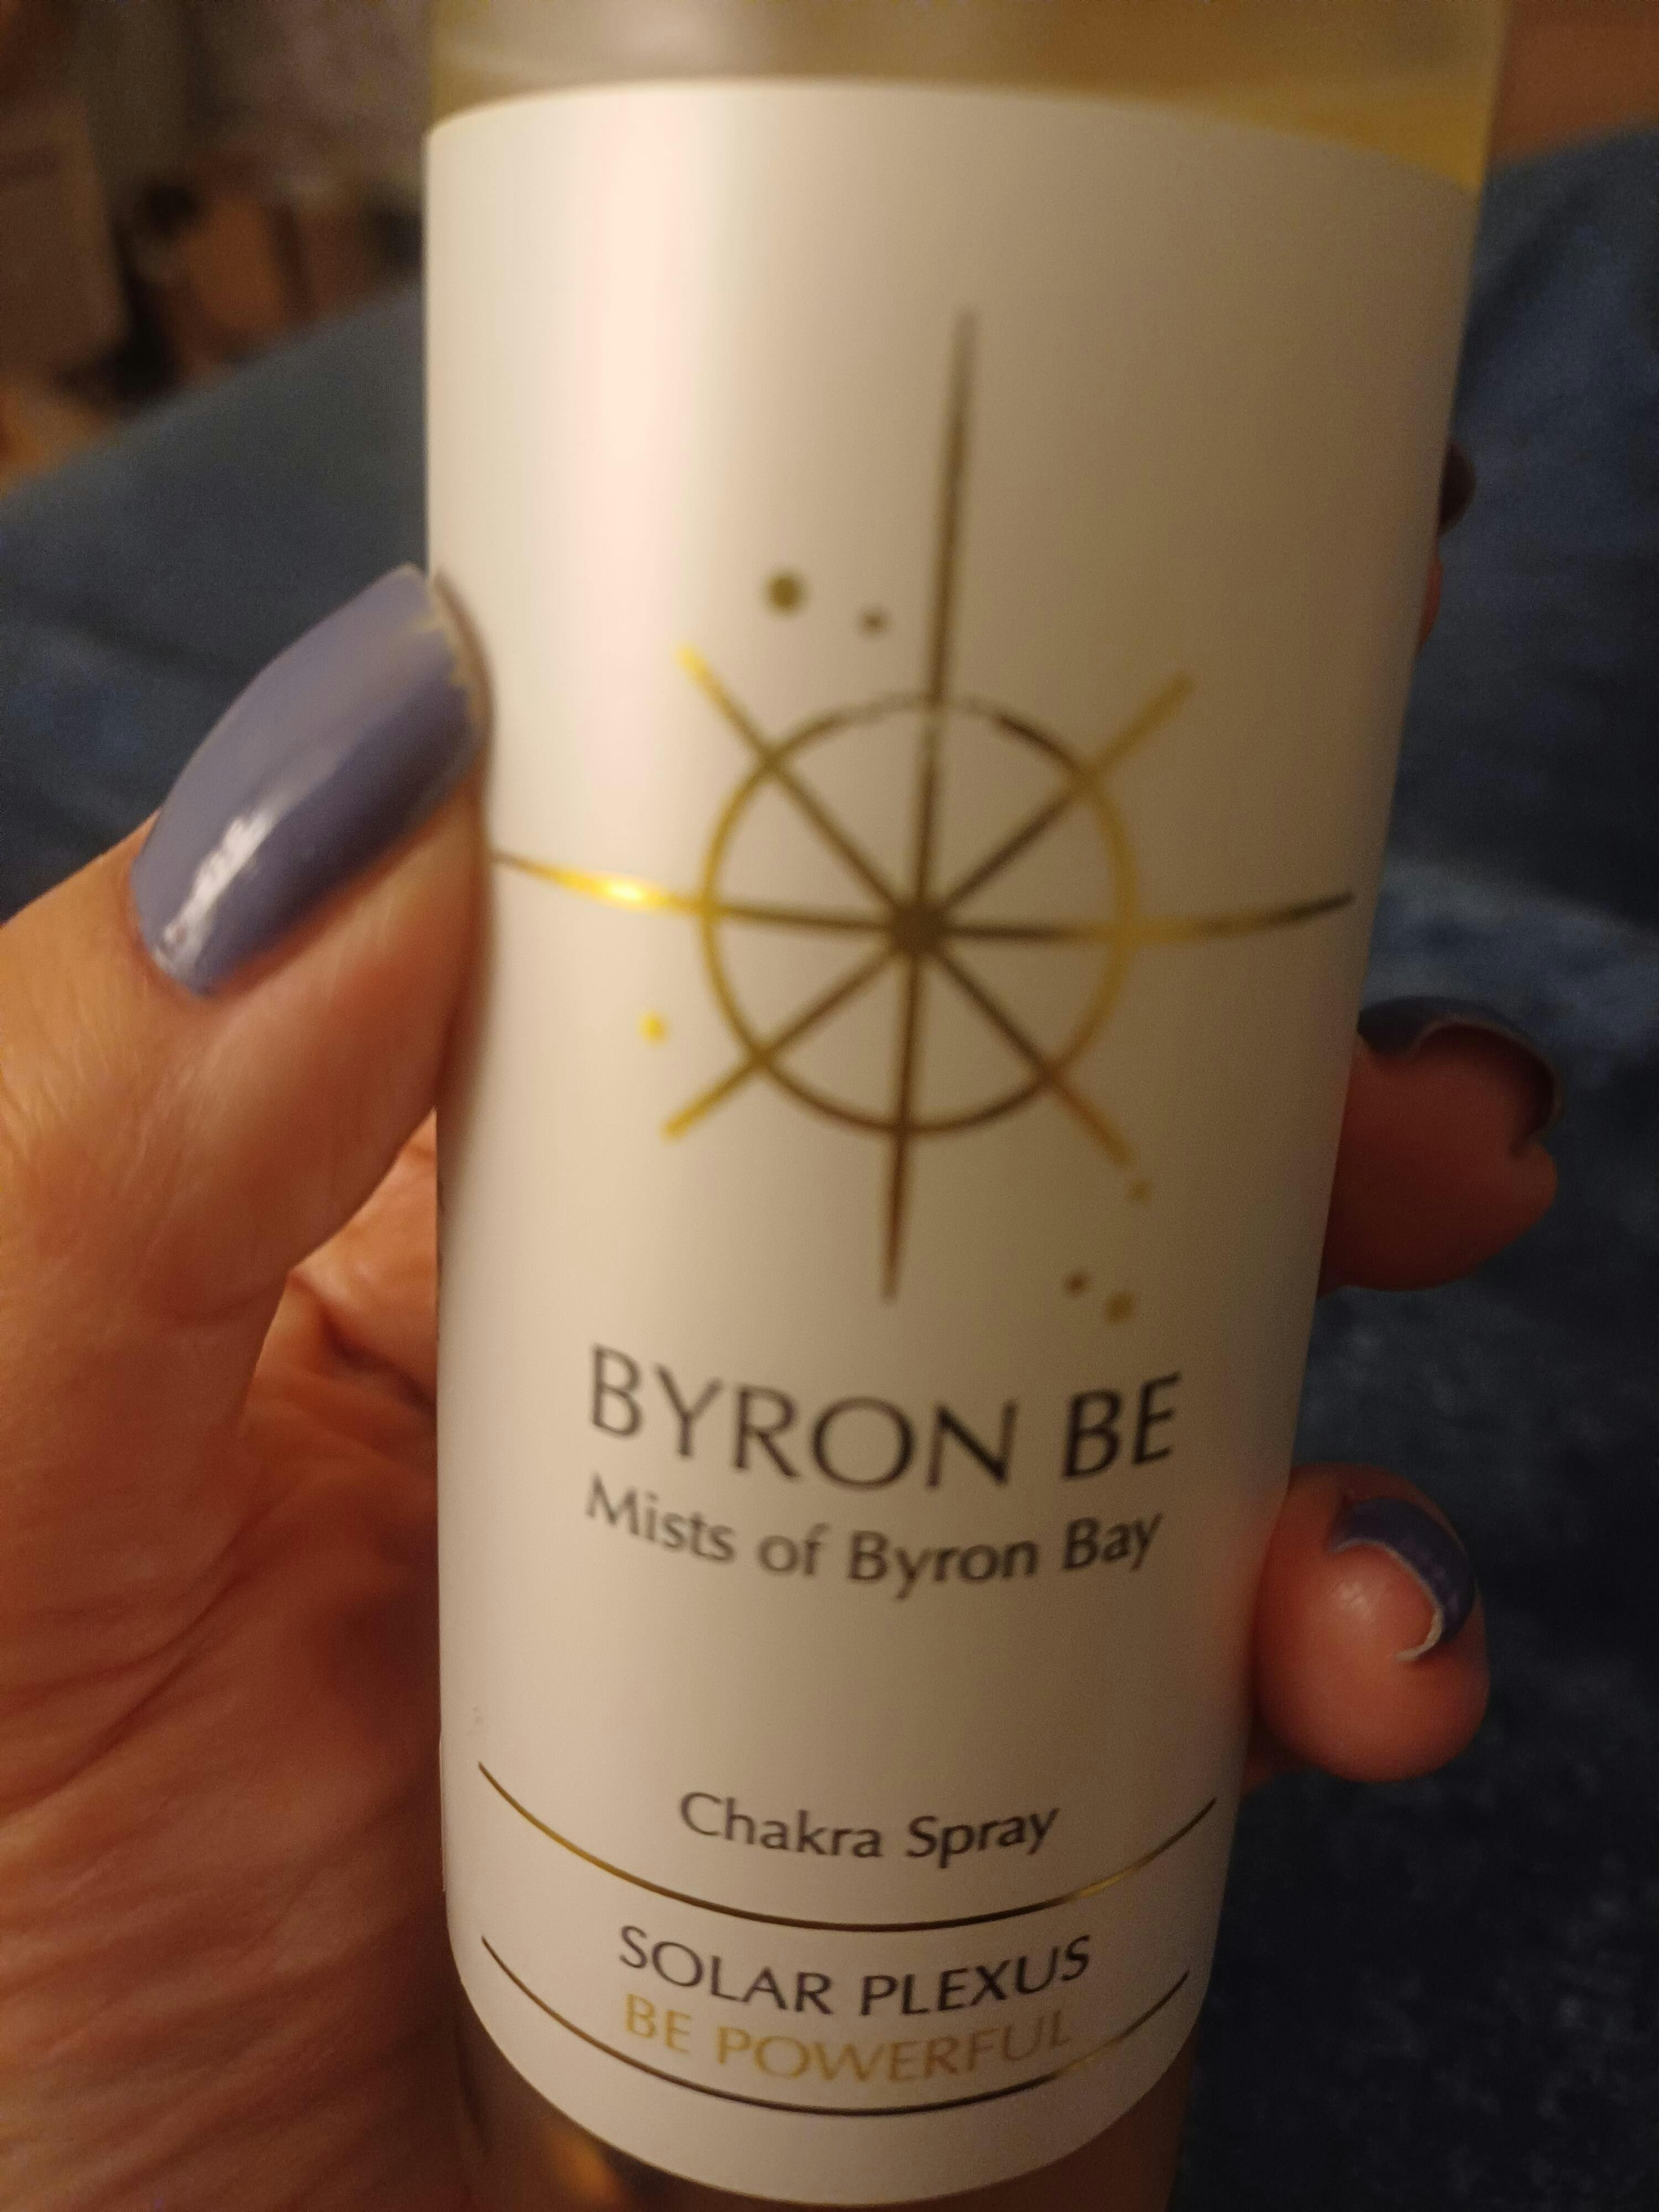 BYRON BE
Mists of Byron Bay
Chakra Spray
SOLAR PLEXUS
BE POWERFUL